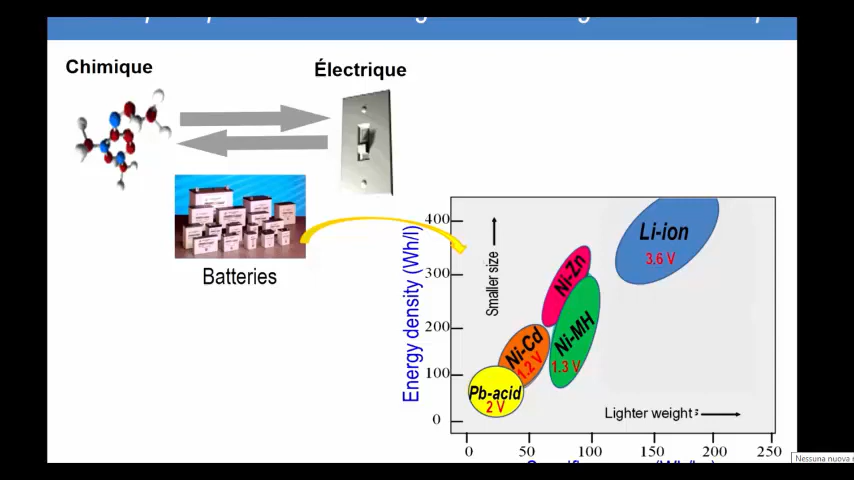 Chimique
Électrique
Batteries
Energy density (Wh/l)
400
300
200
100
0
Smaller size
Li-ion
3.6 V
Ni-Zn
Ni-MH
1.3 V
Ni-Cd
1.2 V
Pb-acid
2 V
Lighter weight
0
50
100
150
200
250
Nessuna nuova